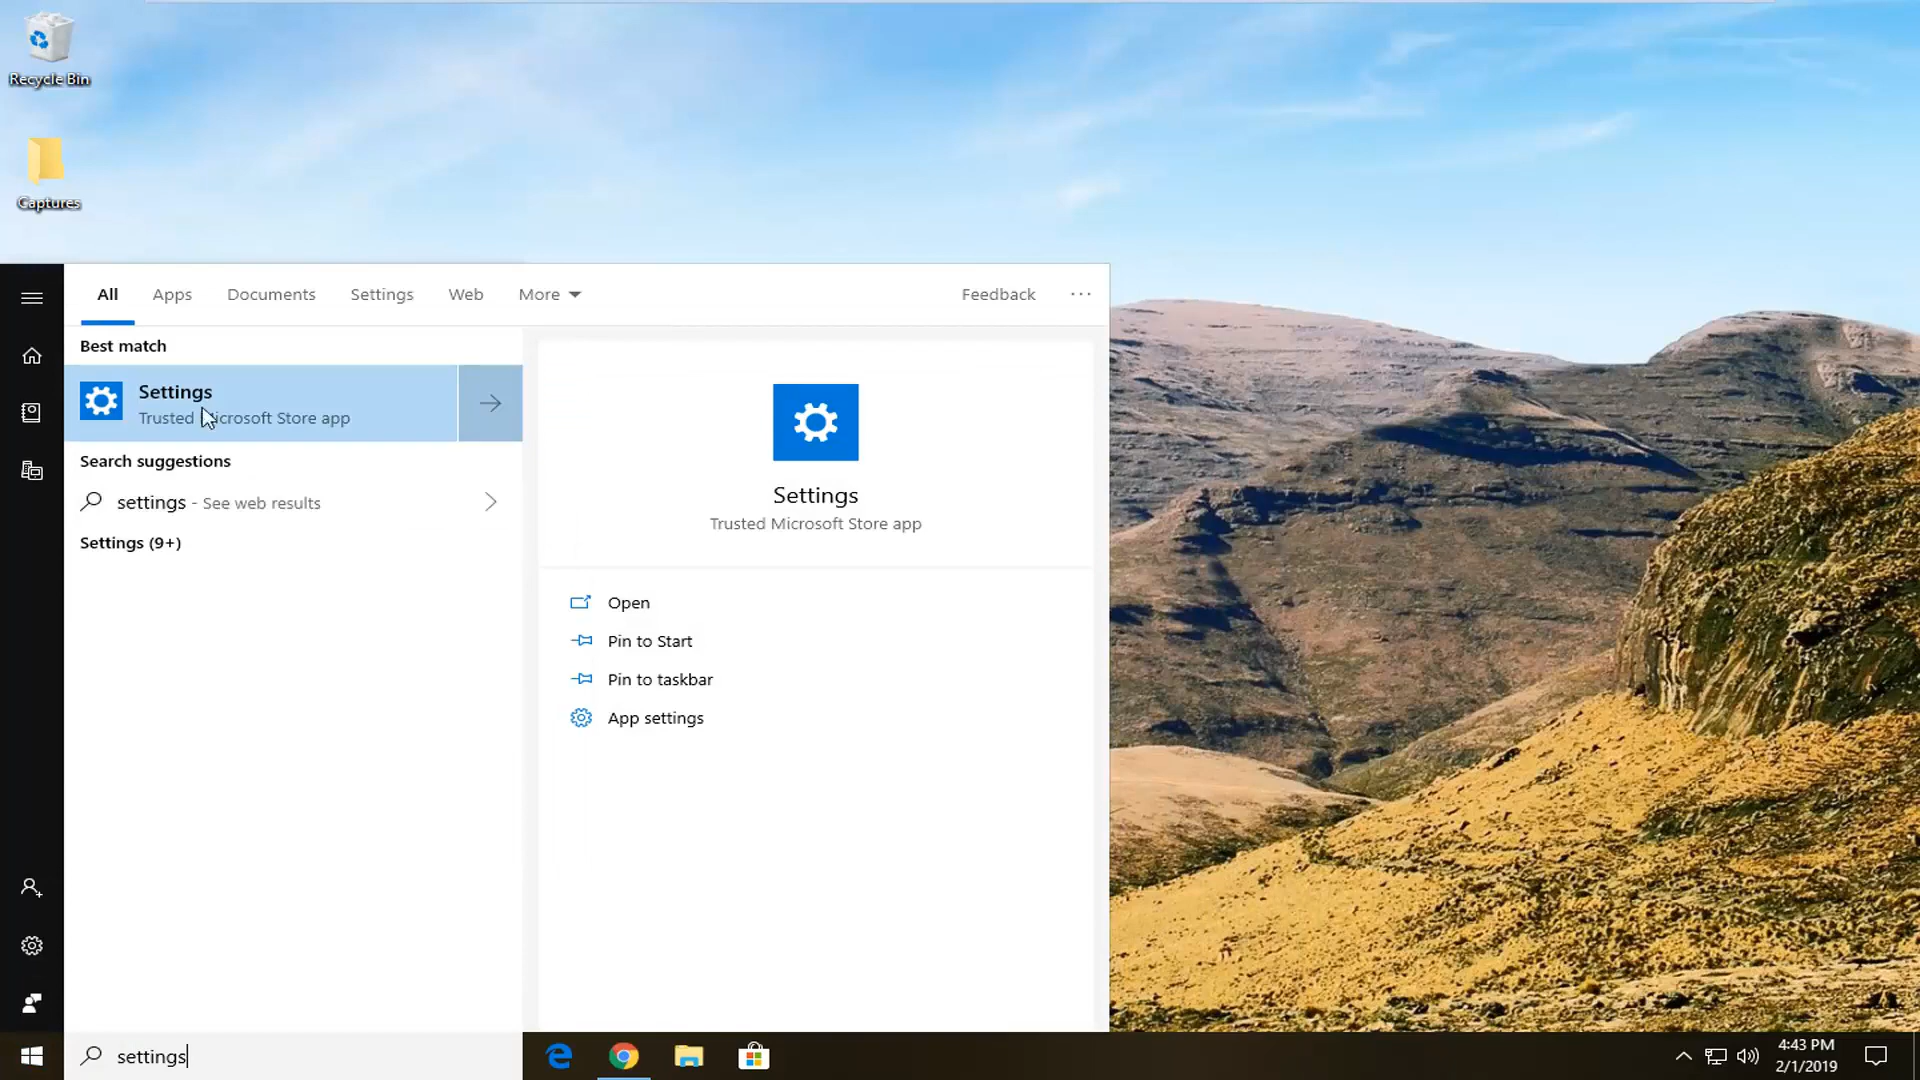 Recycle Bin
Captures
All
Apps
Documents
Settings
Web
More
Feedback
Best match
Settings
Trusted Microsoft Store app
Search suggestions
settings - See web results
Settings (9+)
Settings
Trusted Microsoft Store app
Open
Pin to Start
Pin to taskbar
App settings
settings
4:43 PM
2/1/2019